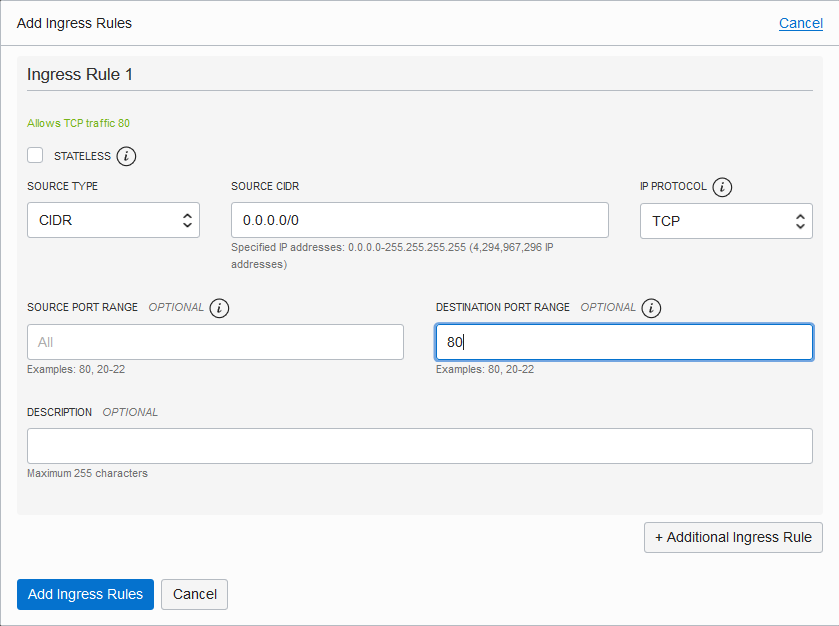 Add Ingress Rules
Cancel
Ingress Rule 1
Allows TCP traffic 80
STATELESS i
SOURCE TYPE
CIDR
SOURCE CIDR
0.0.0.0/0
Specified IP addresses: 0.0.0.0-255.255.255.255 (4,294,967,296 IP
addresses)
IP PROTOCOL i
TCP
SOURCE PORT RANGE OPTIONAL i
All
Examples: 80, 20-22
DESTINATION PORT RANGE OPTIONAL i
80
Examples: 80, 20-22
DESCRIPTION OPTIONAL
Maximum 255 characters
+ Additional Ingress Rule
Add Ingress Rules
Cancel